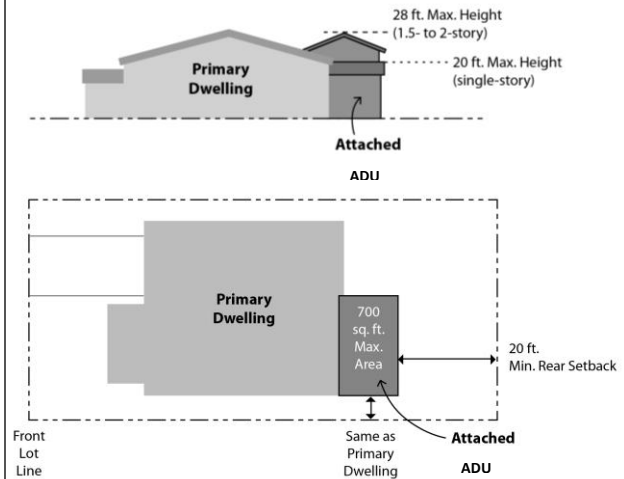 28 ft. Max. Height
(1.5- to 2-story)
20 ft. Max. Height
(single-story)
Primary
Dwelling
Attached
ADU
Primary
Dwelling
700
sq. ft.
Max.
Area
20 ft.
Min. Rear Setback
Front
Lot
Line
Same as
Primary
Dwelling
Attached
ADU